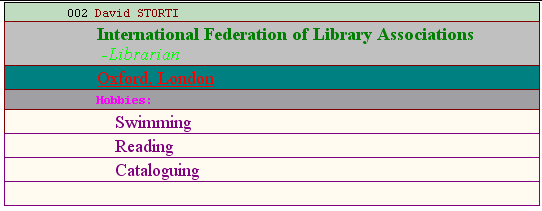 002 David STORTI
International Federation of Library Associations
-Librarian
Oxford, London
Hobbies:
Swimming
Reading
Cataloguing